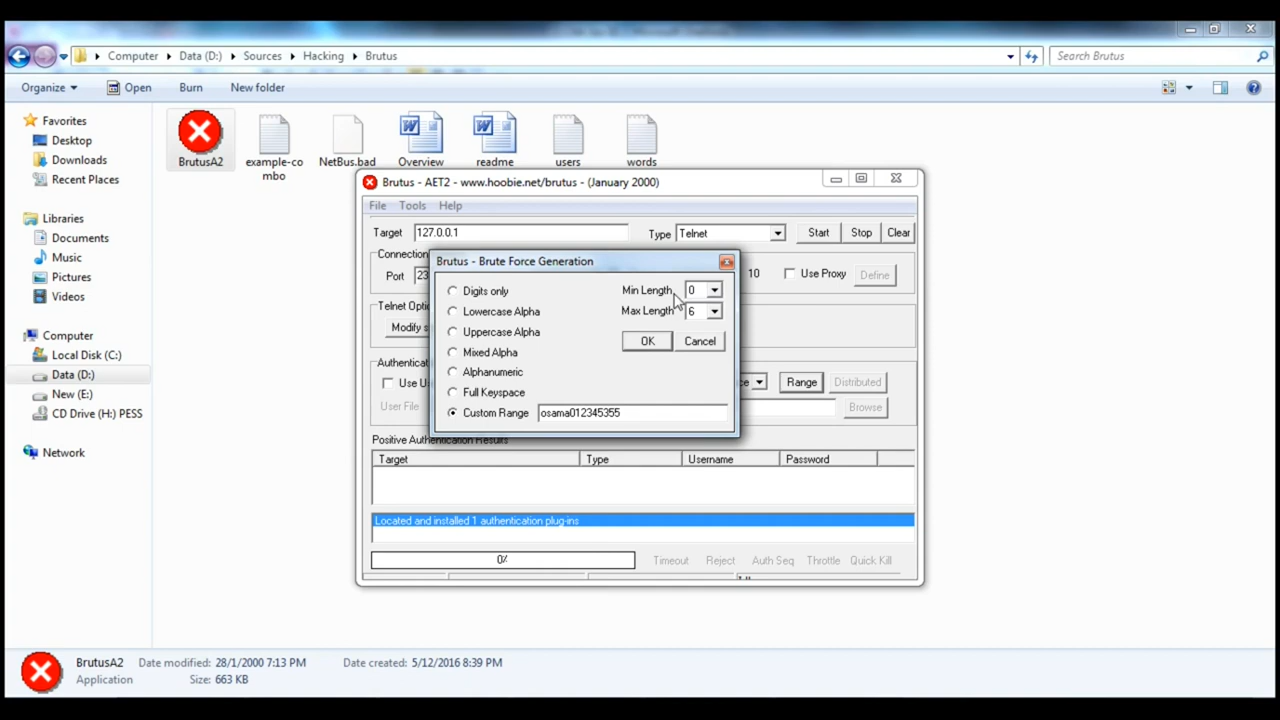 Computer Data (D:) Sources Hacking Brutus
Search Brutus
Organize Open Burn New folder
Favorites
Desktop
Downloads
Recent Places
Libraries
Documents
Music
Pictures
Videos
Computer
Local Disk (C:)
Data (D:)
New (E:)
CD Drive (H:) PESS
Network
BrutusA2
example-co
mbo
NetBus.bad
Overview
readme
users
words
Brutus - AET2 - www.hoobie.net/brutus - (January 2000)
File Tools Help
Target 127.0.0.1 Type Telnet Start Stop Clear
Connection
Port 23 10 Use Proxy Define
Telnet Opti
Modify s
Authenticat
Use Us ce Range Distributed
User File Browse
Brutus - Brute Force Generation
Digits only
Lowercase Alpha
Uppercase Alpha
Mixed Alpha
Alphanumeric
Full Keyspace
Custom Range osama012345355
Min Length 0
Max Length 6
OK Cancel
Positive Authentication Results
Target Type Username Password
Located and installed 1 authentication plug-ins
0%
Timeout Reject Auth Seq Throttle Quick Kill
BrutusA2 Date modified: 28/1/2000 7:13 PM Date created: 5/12/2016 8:39 PM
Application Size: 663 KB